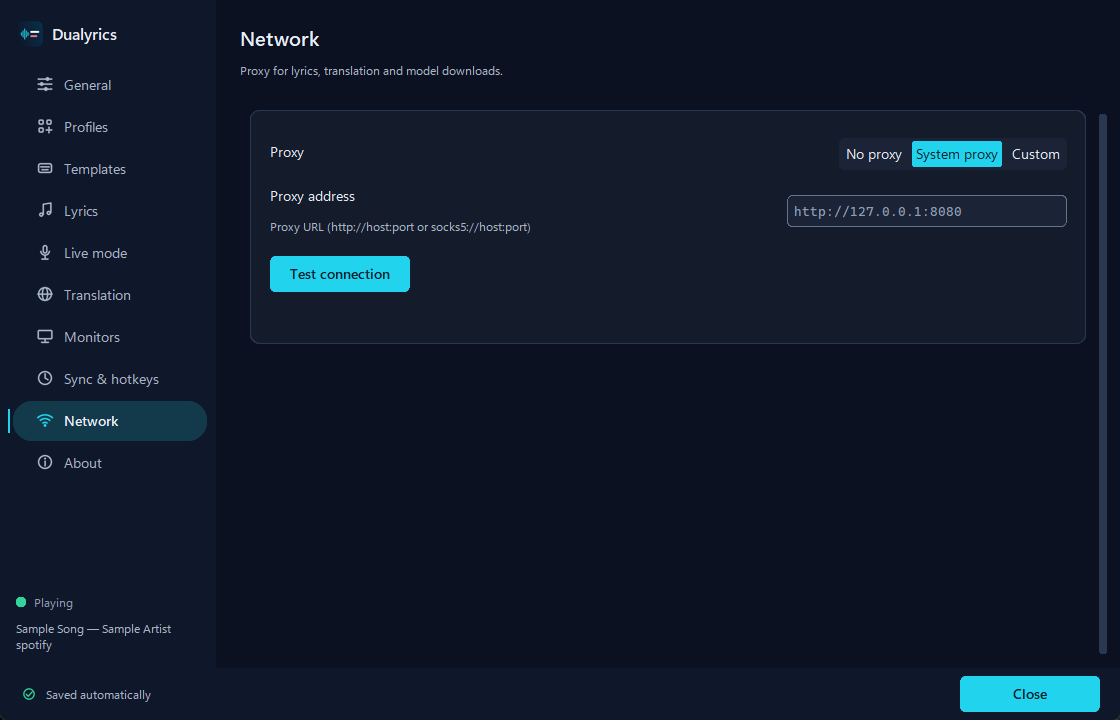 Dualyrics
General
Profiles
Templates
Lyrics
Live mode
Translation
Monitors
Sync & hotkeys
Network
About
Playing
Sample Song — Sample Artist
spotify
Saved automatically
Network
Proxy for lyrics, translation and model downloads.
Proxy
No proxy System proxy Custom
Proxy address
http://127.0.0.1:8080
Proxy URL (http://host:port or socks5://host:port)
Test connection
Close